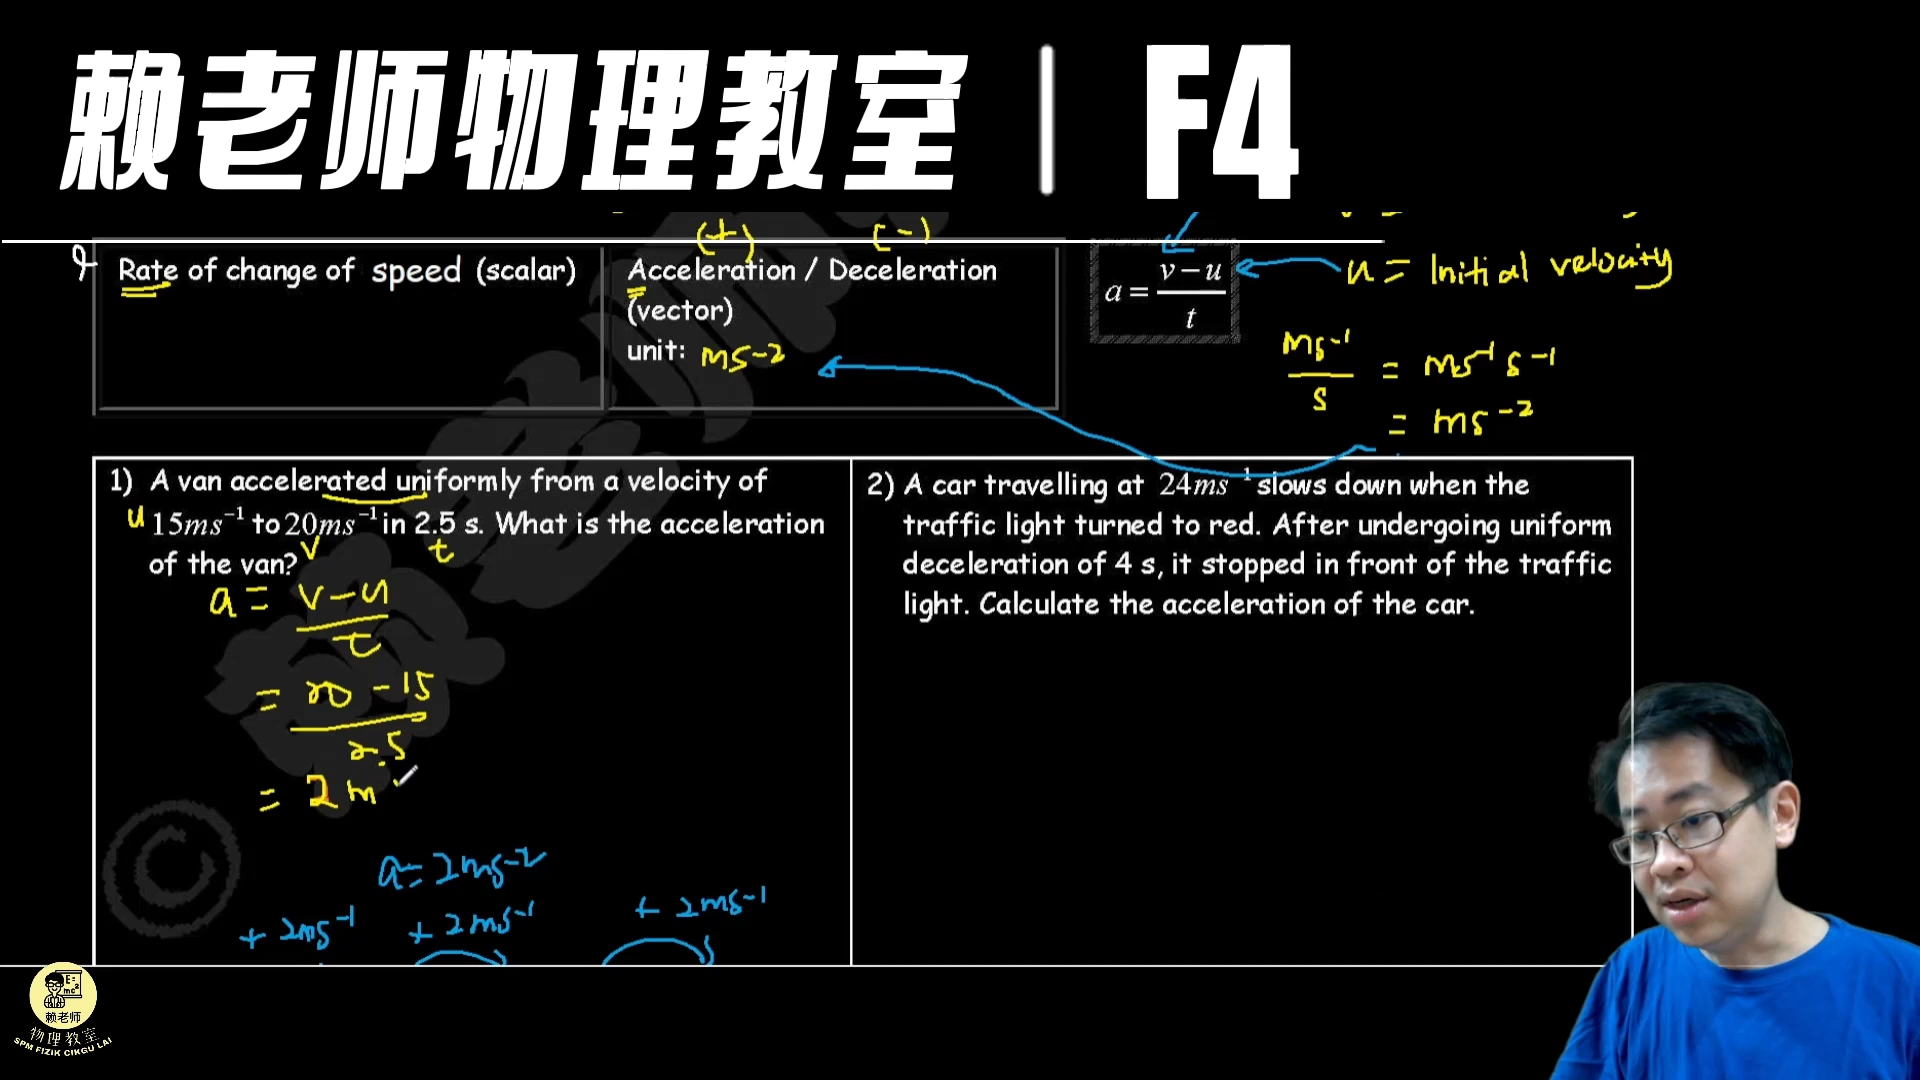 赖老师物理教室 | F4
(+) (-)
Rate of change of speed (scalar)
Acceleration / Deceleration
(vector)
unit: ms-2
a = v-u / t
u = Initial velocity
ms-1 / s = ms-1 s-1
= ms-2
1) A van accelerated uniformly from a velocity of
u 15ms-1 to 20ms-1 in 2.5 s. What is the acceleration
v t
of the van?
a = v-u / t
= 20-15 / 2.5
= 2 m
a = 2ms-2
+ 2ms-1 + 2ms-1 + 2ms-1
2) A car travelling at 24ms-1 slows down when the
traffic light turned to red. After undergoing uniform
deceleration of 4 s, it stopped in front of the traffic
light. Calculate the acceleration of the car.
E=
mc2
赖老师
物理教室
SPM FIZIK CIKGU LAI